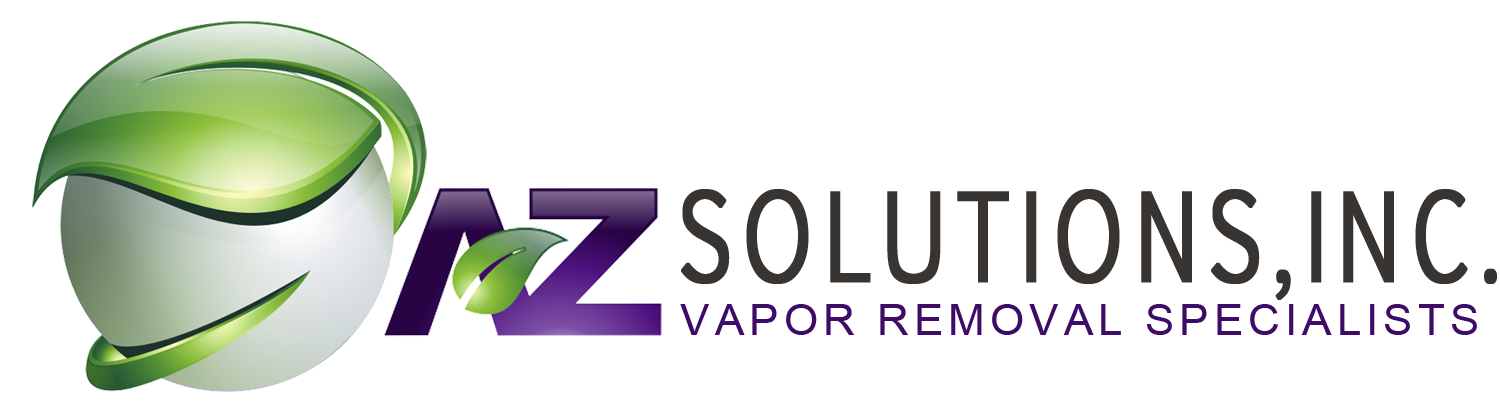 AZ SOLUTIONS,INC.
VAPOR REMOVAL SPECIALISTS